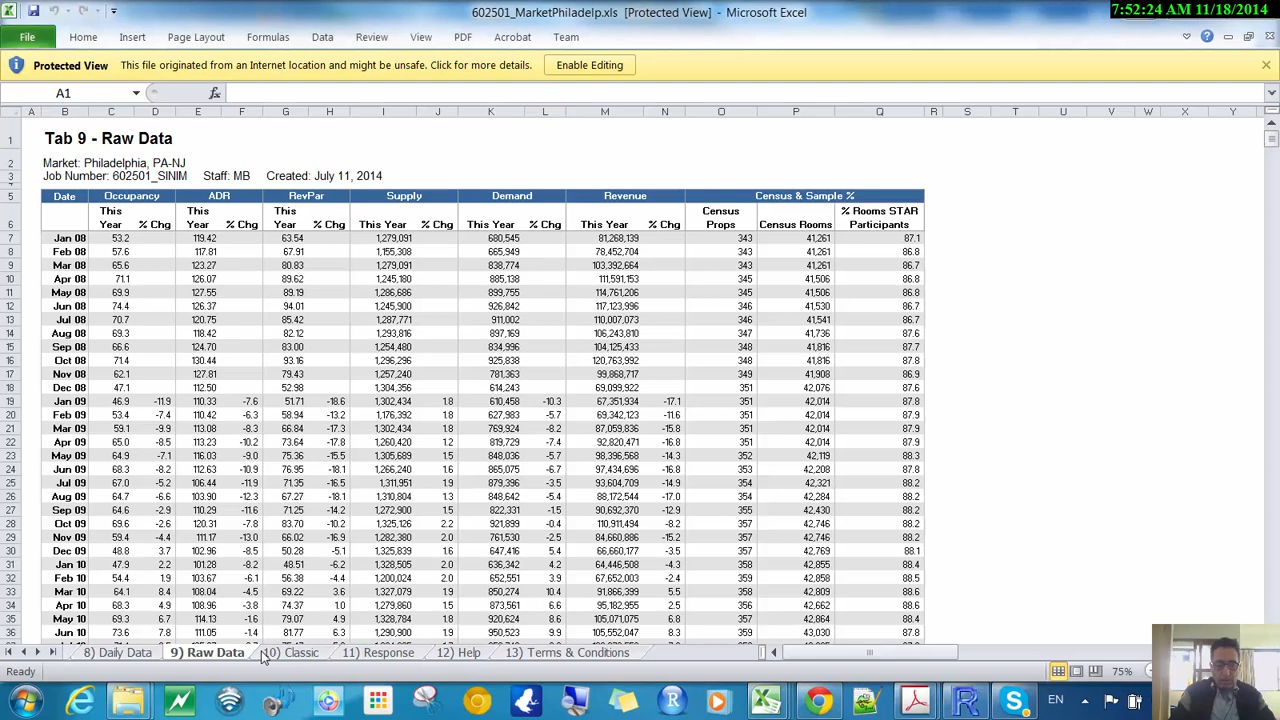 602501_MarketPhiladelp.xls [Protected View] - Microsoft Excel
7:52:24 AM 11/18/2014
File Home Insert Page Layout Formulas Data Review View PDF Acrobat Team
Protected View This file originated from an Internet location and might be unsafe. Click for more details. Enable Editing
A1 fx
A B C D E F G H I J K L M N O P Q R S T U V W X Y
1 Tab 9 - Raw Data
2 Market: Philadelphia, PA-NJ
3 Job Number: 602501_SINIM Staff: MB Created: July 11, 2014
5 Date Occupancy ADR RevPar Supply Demand Revenue Census & Sample %
This This This Census % Rooms STAR
6 Year % Chg Year % Chg Year % Chg This Year % Chg This Year % Chg This Year % Chg Props Census Rooms Participants
7 Jan 08 53.2 119.42 63.54 1,279,091 680,545 81,268,139 343 41,261 87.1
8 Feb 08 57.6 117.81 67.91 1,155,308 665,949 78,452,704 343 41,261 86.8
9 Mar 08 65.6 123.27 80.83 1,279,091 838,774 103,392,664 343 41,261 86.7
10 Apr 08 71.1 126.07 89.62 1,245,180 885,138 111,591,153 345 41,506 86.8
11 May 08 69.9 127.55 89.19 1,286,686 899,755 114,761,206 345 41,506 86.8
12 Jun 08 74.4 126.37 94.01 1,245,900 926,842 117,123,996 346 41,530 86.7
13 Jul 08 70.7 120.75 85.42 1,287,771 911,002 110,007,073 346 41,541 86.7
14 Aug 08 69.3 118.42 82.12 1,293,816 897,169 106,243,810 347 41,736 87.6
15 Sep 08 66.6 124.70 83.00 1,254,480 834,996 104,125,433 348 41,816 87.7
16 Oct 08 71.4 130.44 93.16 1,296,296 925,838 120,763,992 348 41,816 87.8
17 Nov 08 62.1 127.81 79.43 1,257,240 781,363 99,868,717 349 41,908 86.9
18 Dec 08 47.1 112.50 52.98 1,304,356 614,243 69,099,922 351 42,076 87.6
19 Jan 09 46.9 -11.9 110.33 -7.6 51.71 -18.6 1,302,434 1.8 610,458 -10.3 67,351,934 -17.1 351 42,014 87.8
20 Feb 09 53.4 -7.4 110.42 -6.3 58.94 -13.2 1,176,392 1.8 627,983 -5.7 69,342,123 -11.6 351 42,014 87.9
21 Mar 09 59.1 -9.9 113.08 -8.3 66.84 -17.3 1,302,434 1.8 769,924 -8.2 87,059,836 -15.8 351 42,014 87.9
22 Apr 09 65.0 -8.5 113.23 -10.2 73.64 -17.8 1,260,420 1.2 819,729 -7.4 92,820,471 -16.8 351 42,014 87.9
23 May 09 64.9 -7.1 116.03 -9.0 75.36 -15.5 1,305,689 1.5 848,036 -5.7 98,396,568 -14.3 352 42,119 88.3
24 Jun 09 68.3 -8.2 112.63 -10.9 76.95 -18.1 1,266,240 1.6 865,075 -6.7 97,434,696 -16.8 353 42,208 87.8
25 Jul 09 67.0 -5.2 106.44 -11.9 71.35 -16.5 1,311,951 1.9 879,396 -3.5 93,604,709 -14.9 354 42,321 88.2
26 Aug 09 64.7 -6.6 103.90 -12.3 67.27 -18.1 1,310,804 1.3 848,642 -5.4 88,172,544 -17.0 354 42,284 88.2
27 Sep 09 64.6 -2.9 110.29 -11.6 71.25 -14.2 1,272,900 1.5 822,331 -1.5 90,692,370 -12.9 355 42,430 88.2
28 Oct 09 69.6 -2.6 120.31 -7.8 83.70 -10.2 1,325,126 2.2 921,899 -0.4 110,911,494 -8.2 357 42,746 88.2
29 Nov 09 59.4 -4.4 111.17 -13.0 66.02 -16.9 1,282,380 2.0 761,530 -2.5 84,660,886 -15.2 357 42,746 88.2
30 Dec 09 48.8 3.7 102.96 -8.5 50.28 -5.1 1,325,839 1.6 647,416 5.4 66,660,177 -3.5 357 42,769 88.1
31 Jan 10 47.9 2.2 101.28 -8.2 48.51 -6.2 1,328,505 2.0 636,342 4.2 64,446,508 -4.3 358 42,855 88.4
32 Feb 10 54.4 1.9 103.67 -6.1 56.38 -4.4 1,200,024 2.0 652,551 3.9 67,652,003 -2.4 359 42,858 88.5
33 Mar 10 64.1 8.4 108.04 -4.5 69.22 3.6 1,327,079 1.9 850,274 10.4 91,866,399 5.5 358 42,809 88.6
34 Apr 10 68.3 4.9 108.96 -3.8 74.37 1.0 1,279,860 1.5 873,561 6.6 95,182,955 2.5 356 42,662 88.6
35 May 10 69.3 6.7 114.13 -1.6 79.07 4.9 1,328,784 1.8 920,624 8.6 105,071,071 6.8 357 42,864 88.6
36 Jun 10 73.6 7.8 111.05 -1.4 81.77 6.3 1,290,900 1.9 950,523 9.9 105,552,047 8.3 358 43,030 88.8
8) Daily Data 9) Raw Data 10) Classic 11) Response 12) Help 13) Terms & Conditions
Ready 75%
EN